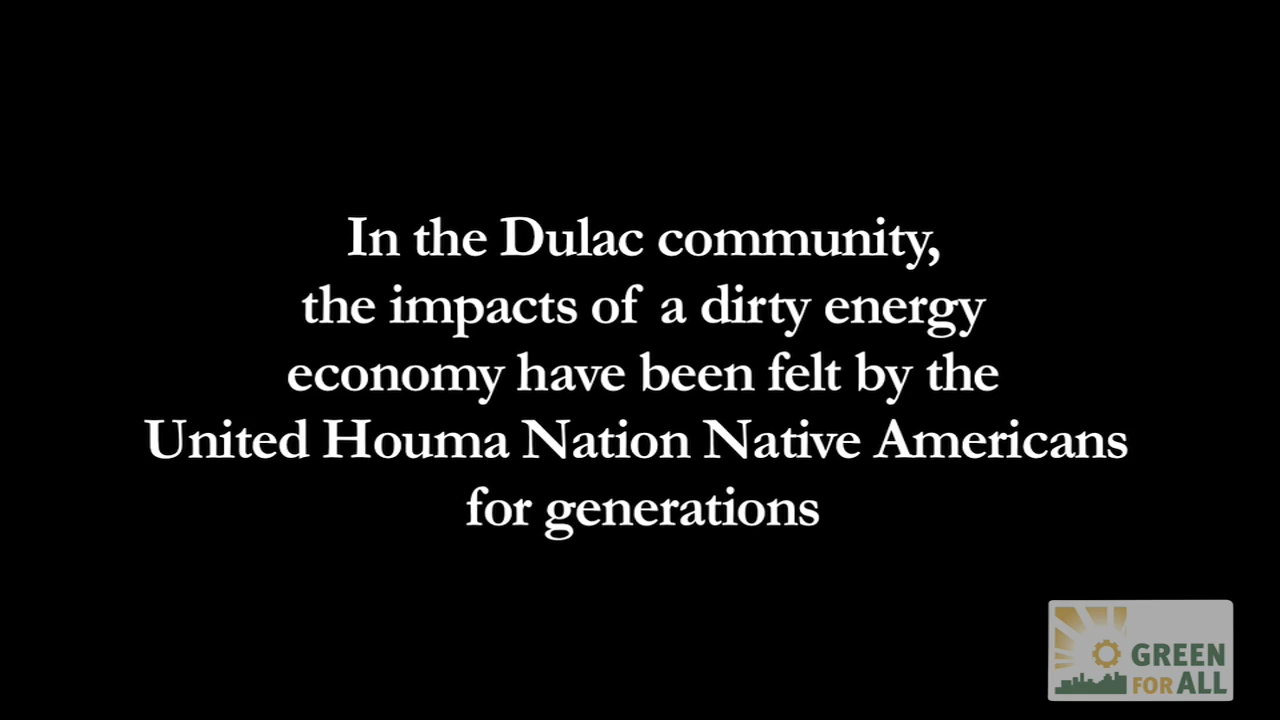 In the Dulac community,
the impacts of a dirty energy
economy have been felt by the
United Houma Nation Native Americans
for generations
GREEN
FOR ALL